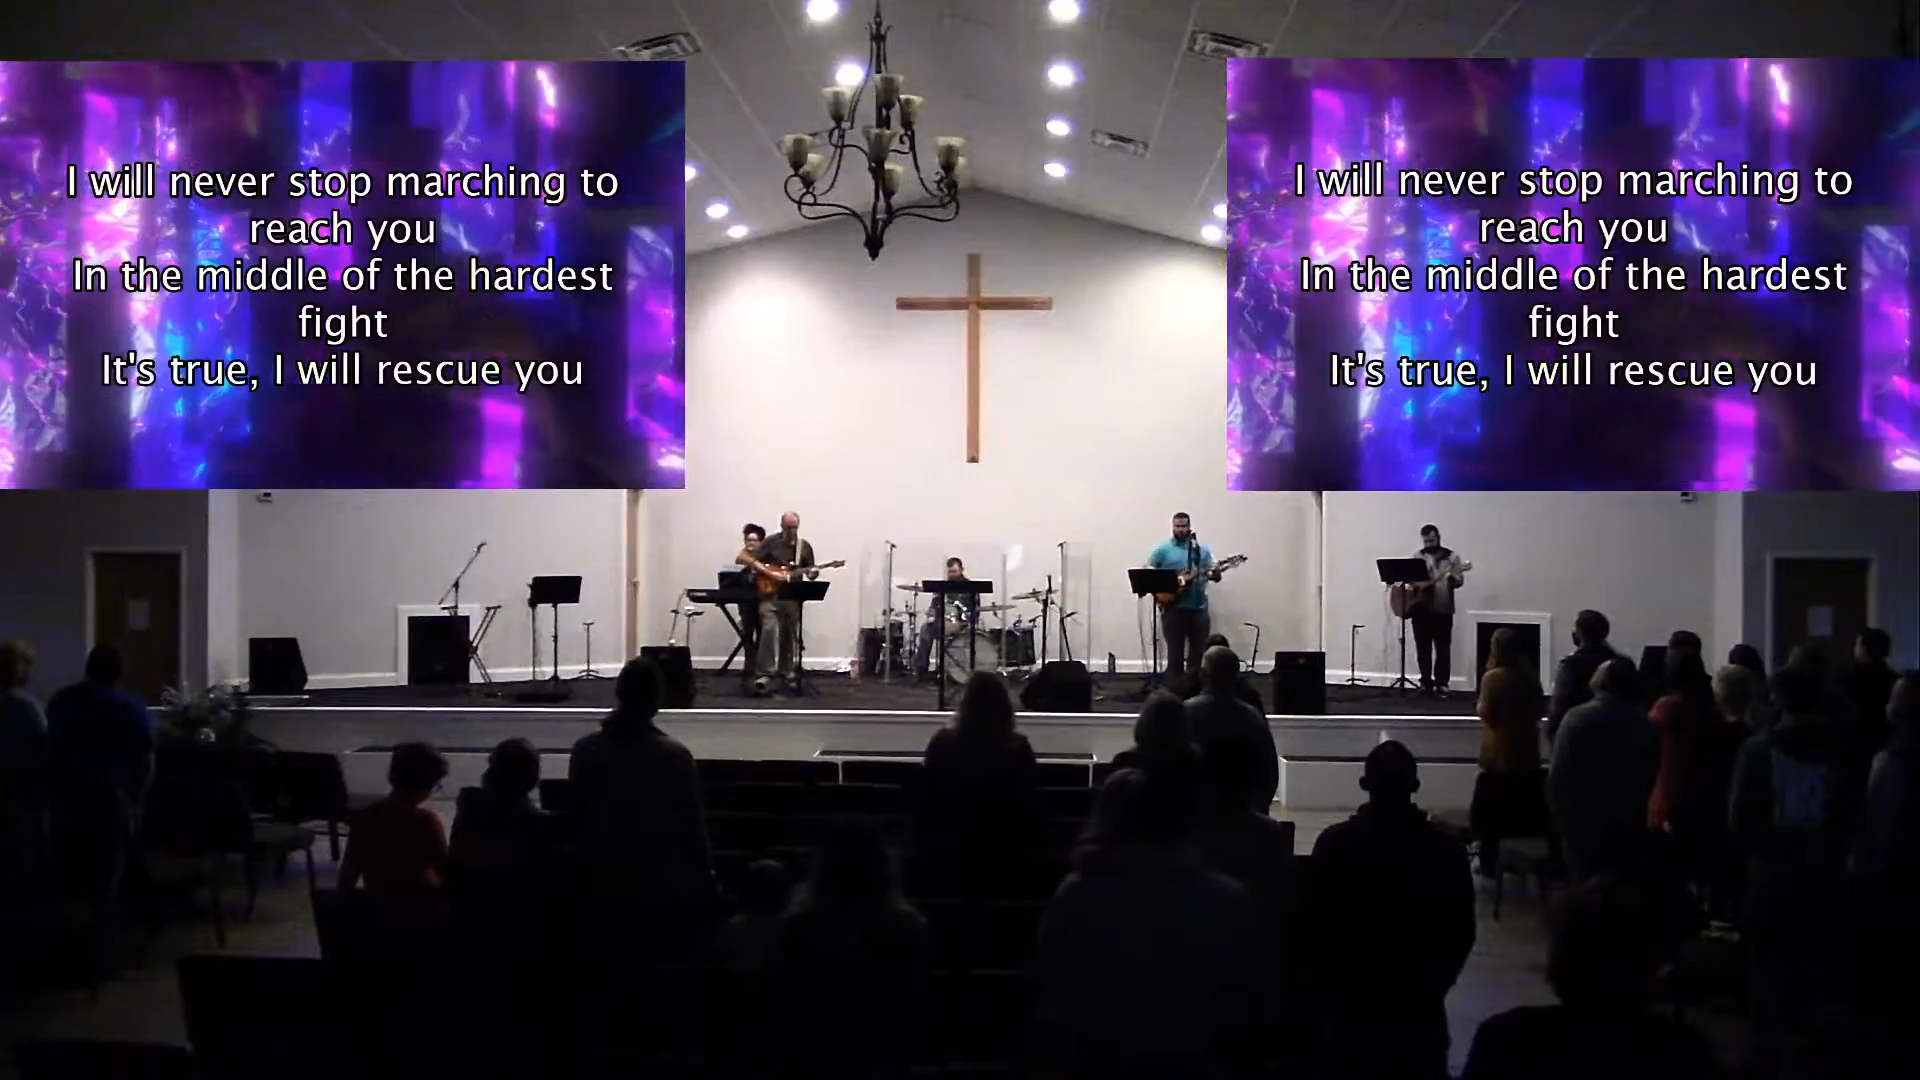 I will never stop marching to
reach you
In the middle of the hardest
fight
It's true, I will rescue you
I will never stop marching to
reach you
In the middle of the hardest
fight
It's true, I will rescue you